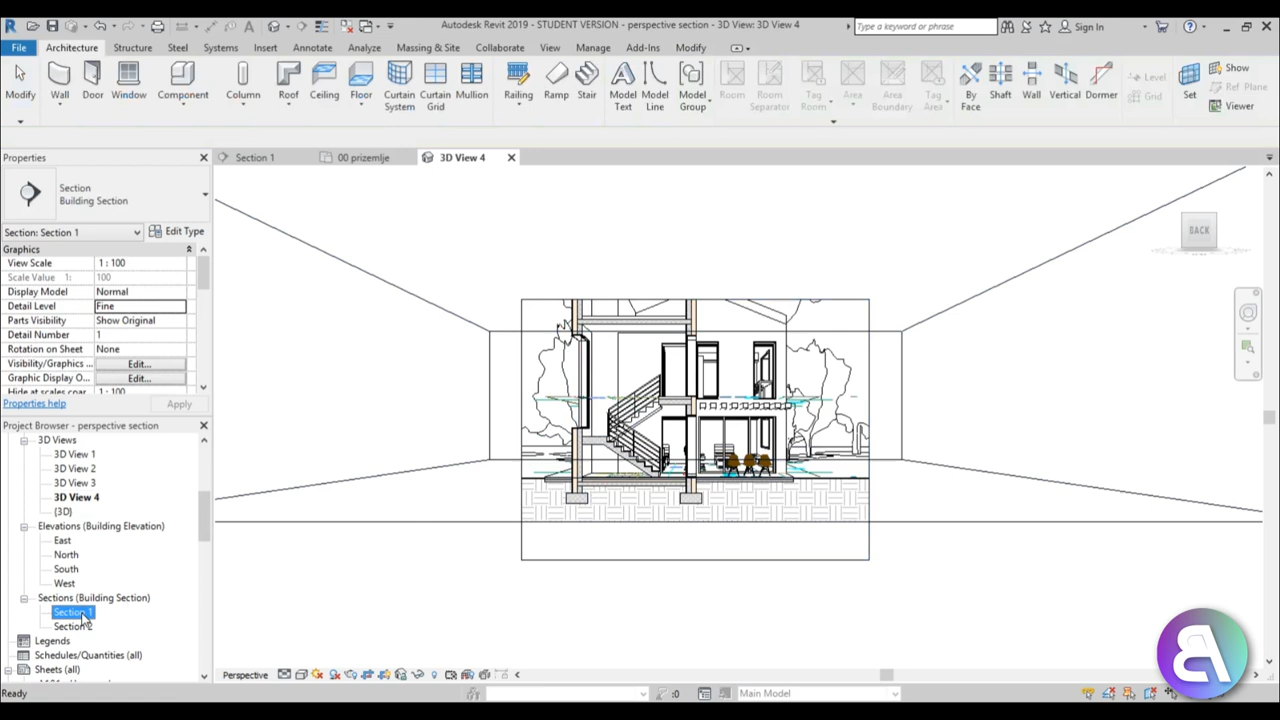 Autodesk Revit 2019 - STUDENT VERSION - perspective section - 3D View: 3D View 4
Type a keyword or phrase
Sign In
File Architecture Structure Steel Systems Insert Annotate Analyze Massing & Site Collaborate View Manage Add-Ins Modify
Modify Wall Door Window Component Column Roof Ceiling Floor Curtain System Curtain Grid Mullion Railing Ramp Stair Model Text Model Line Model Group Room Room Separator Tag Room Area Area Boundary Tag Area By Face Shaft Wall Vertical Dormer Level Grid Set Show Ref Plane Viewer
Properties
Section 1
00 prizemlje
3D View 4
Section
Building Section
Section: Section 1
Edit Type
Graphics
View Scale 1 : 100
Scale Value 1: 100
Display Model Normal
Detail Level Fine
Parts Visibility Show Original
Detail Number 1
Rotation on Sheet None
Visibility/Graphics ... Edit...
Graphic Display O... Edit...
Hide at scales coar... 1 : 100
Properties help
Apply
Project Browser - perspective section
3D Views
3D View 1
3D View 2
3D View 3
3D View 4
{3D}
Elevations (Building Elevation)
East
North
South
West
Sections (Building Section)
Section 1
Section 2
Legends
Schedules/Quantities (all)
Sheets (all)
BACK
Perspective
Ready
:0
Main Model